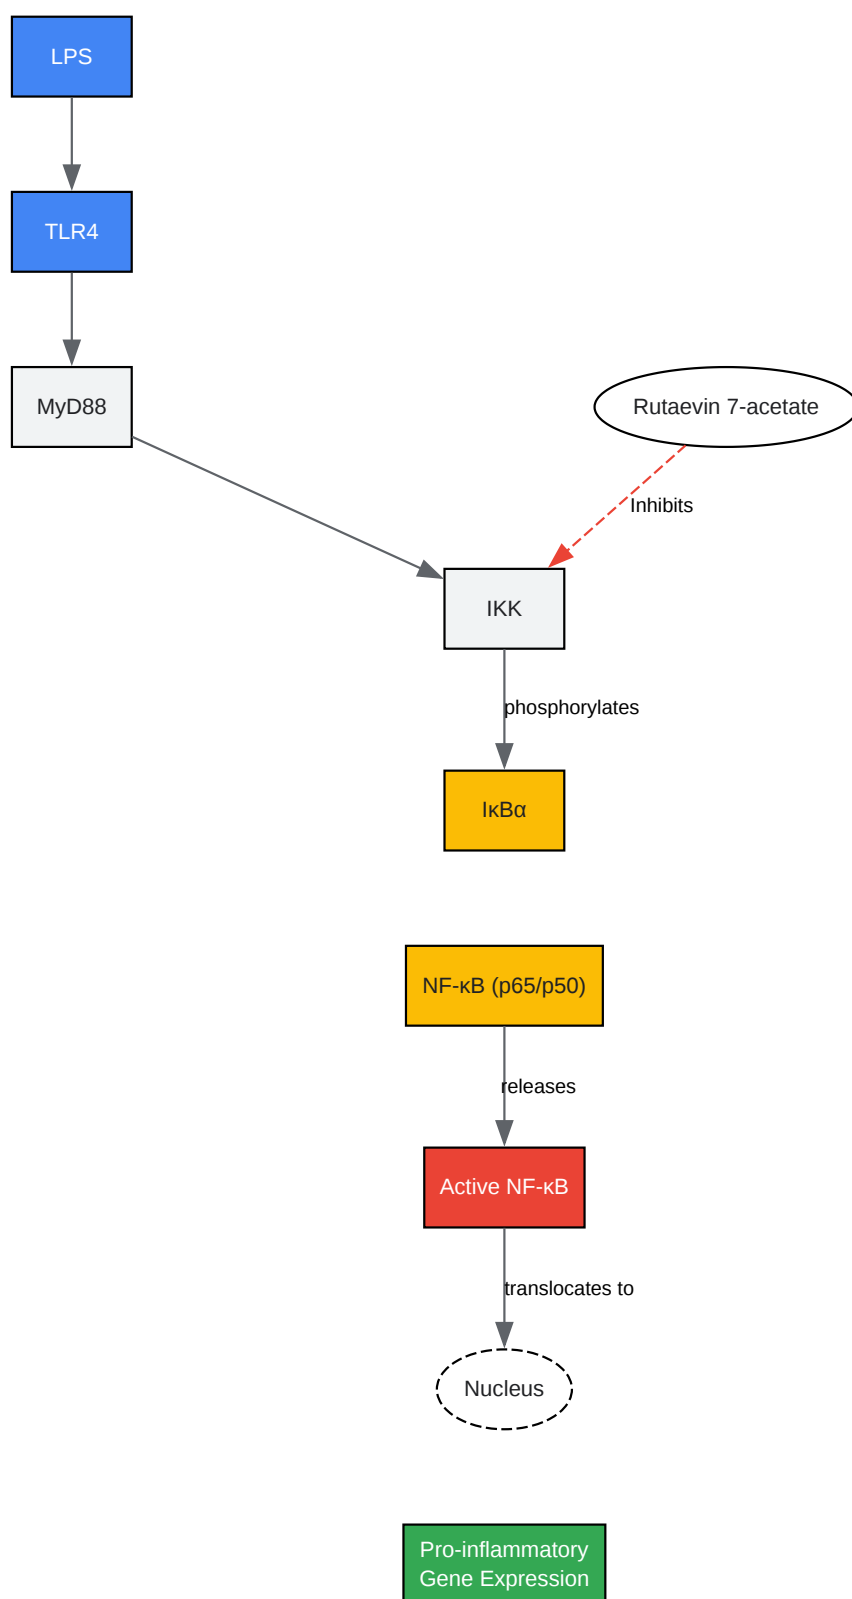 LPS
TLR4
MyD88
Rutaevin 7-acetate
Inhibits
IKK
phosphorylates
IκBα
NF-κB (p65/p50)
releases
Active NF-κB
translocates to
Nucleus
Pro-inflammatory
Gene Expression